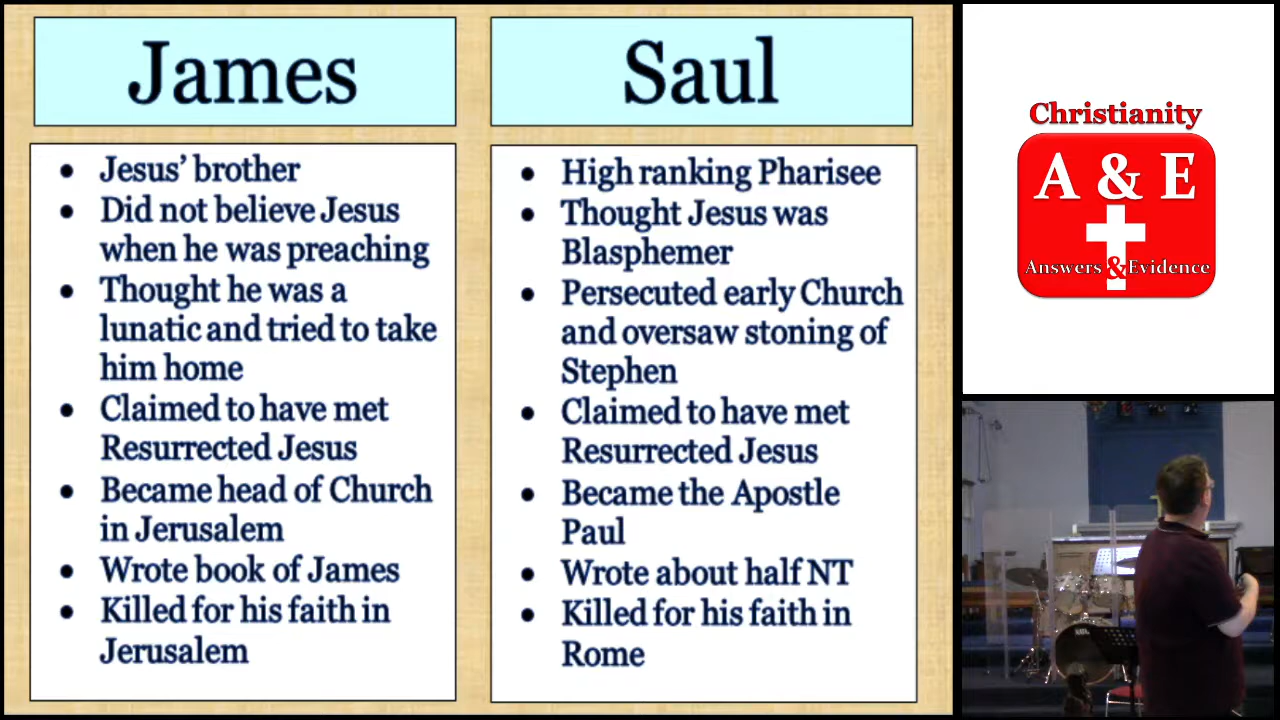 James
• Jesus’ brother
• Did not believe Jesus
when he was preaching
• Thought he was a
lunatic and tried to take
him home
• Claimed to have met
Resurrected Jesus
• Became head of Church
in Jerusalem
• Wrote book of James
• Killed for his faith in
Jerusalem
Saul
• High ranking Pharisee
• Thought Jesus was
Blasphemer
• Persecuted early Church
and oversaw stoning of
Stephen
• Claimed to have met
Resurrected Jesus
• Became the Apostle
Paul
• Wrote about half NT
• Killed for his faith in
Rome
Christianity
A & E
Answers & Evidence